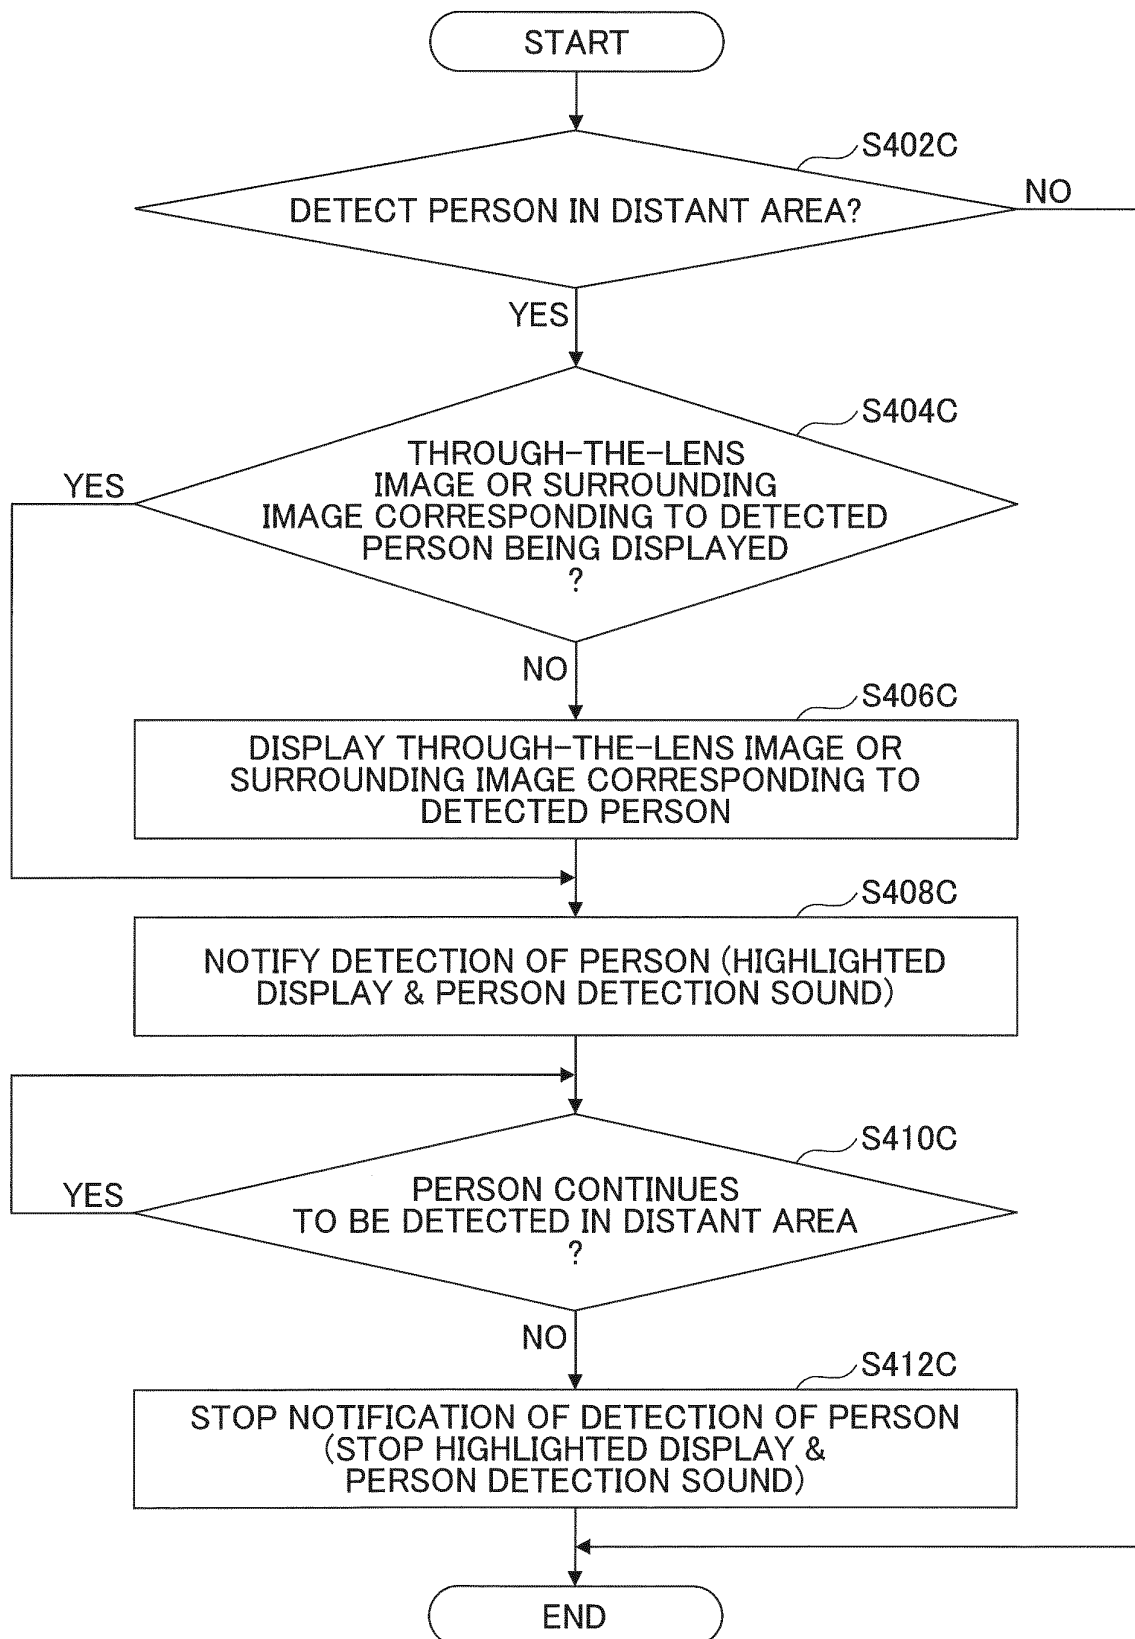 START
S402C
DETECT PERSON IN DISTANT AREA?
NO
YES
S404C
THROUGH-THE-LENS
IMAGE OR SURROUNDING
IMAGE CORRESPONDING TO DETECTED
PERSON BEING DISPLAYED
?
YES
NO
S406C
DISPLAY THROUGH-THE-LENS IMAGE OR
SURROUNDING IMAGE CORRESPONDING TO
DETECTED PERSON
S408C
NOTIFY DETECTION OF PERSON (HIGHLIGHTED
DISPLAY & PERSON DETECTION SOUND)
S410C
PERSON CONTINUES
TO BE DETECTED IN DISTANT AREA
?
YES
NO
S412C
STOP NOTIFICATION OF DETECTION OF PERSON
(STOP HIGHLIGHTED DISPLAY &
PERSON DETECTION SOUND)
END